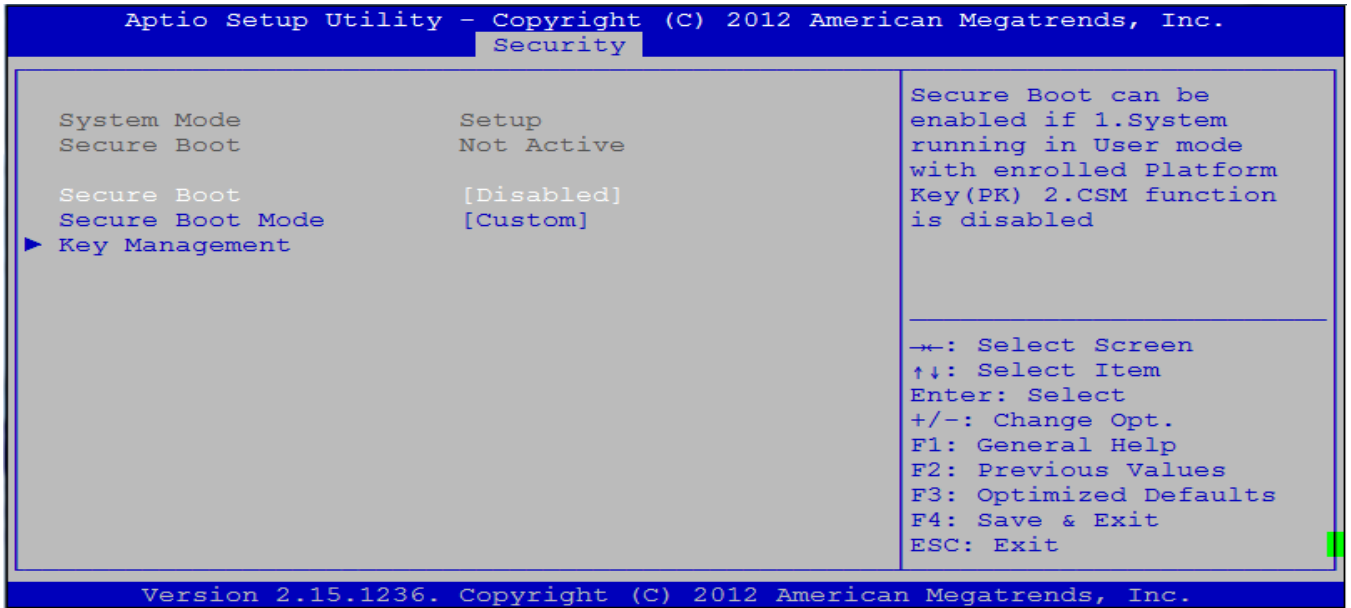 Aptio Setup Utility – Copyright (C) 2012 American Megatrends, Inc.
Security
System Mode Setup
Secure Boot Not Active
Secure Boot [Disabled]
Secure Boot Mode [Custom]
► Key Management
Secure Boot can be
enabled if 1.System
running in User mode
with enrolled Platform
Key(PK) 2.CSM function
is disabled
→←: Select Screen
↑↓: Select Item
Enter: Select
+/-: Change Opt.
F1: General Help
F2: Previous Values
F3: Optimized Defaults
F4: Save & Exit
ESC: Exit
Version 2.15.1236. Copyright (C) 2012 American Megatrends, Inc.